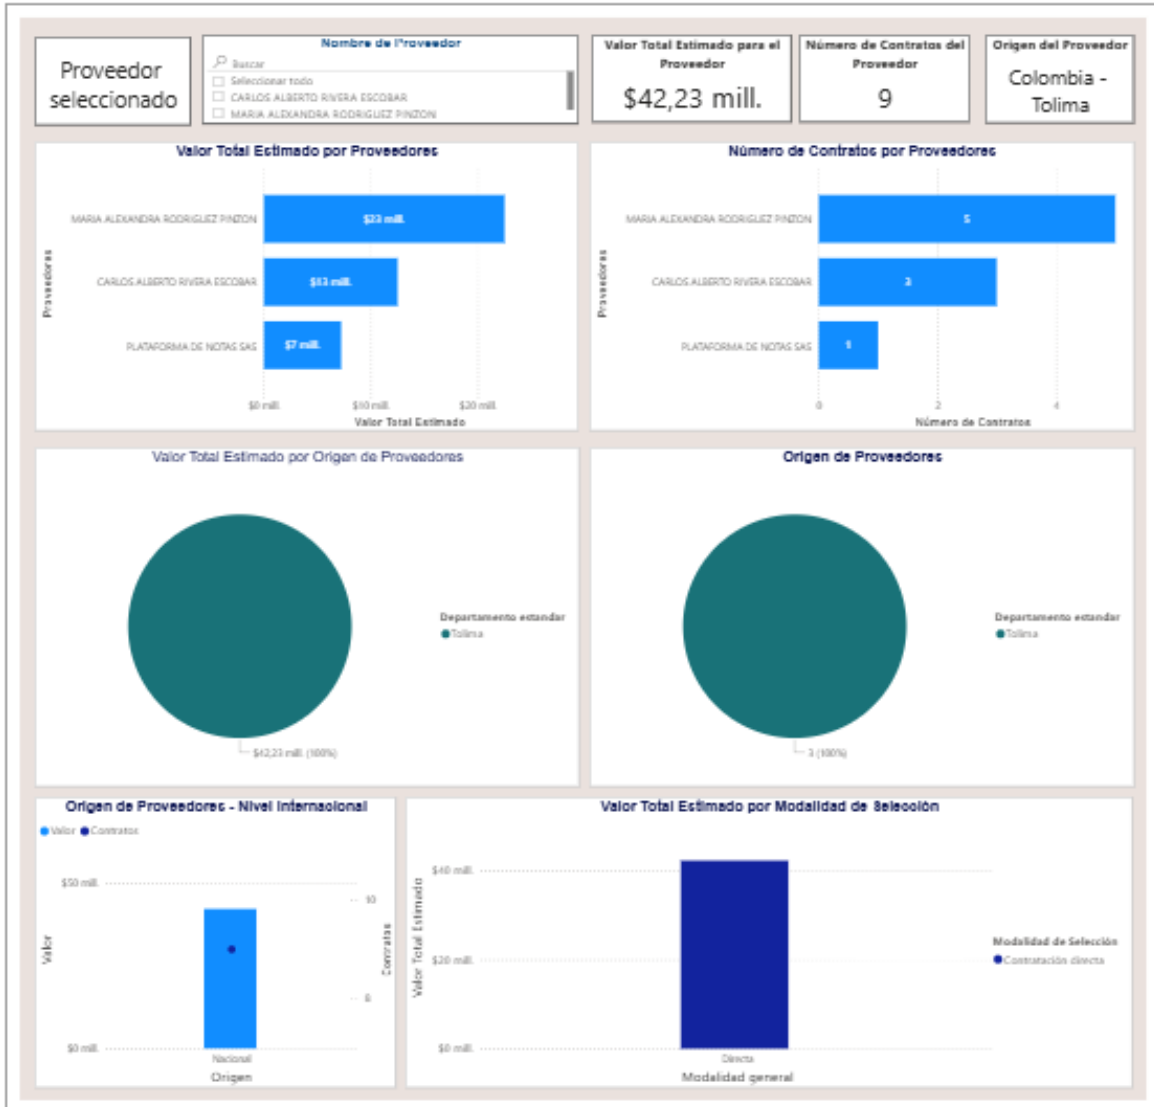 Proveedor
seleccionado
Nombre de Proveedor
Buscar
Seleccionar todo
CARLOS ALBERTO RIVERA ESCOBAR
MARIA ALEXANDRA RODRIGUEZ PINZON
Valor Total Estimado para el
Proveedor
$42,23 mill.
Número de Contratos del
Proveedor
9
Origen del Proveedor
Colombia -
Tolima
Valor Total Estimado por Proveedores
Proveedores
MARIA ALEXANDRA RODRIGUEZ PINZON
$23 mill.
CARLOS ALBERTO RIVERA ESCOBAR
$13 mill.
PLATAFORMA DE NOTAS SAS
$7 mill.
$0 mill. $10 mill. $20 mill.
Valor Total Estimado
Número de Contratos por Proveedores
Proveedores
MARIA ALEXANDRA RODRIGUEZ PINZON
5
CARLOS ALBERTO RIVERA ESCOBAR
3
PLATAFORMA DE NOTAS SAS
1
0 2 4
Número de Contratos
Valor Total Estimado por Origen de Proveedores
Departamento estandar
Tolima
$42,23 mill. (100%)
Origen de Proveedores
Departamento estandar
Tolima
3 (100%)
Origen de Proveedores - Nivel Internacional
Valor Contratos
$50 mill.
10
Valor
Contratos
8
$0 mill.
Nacional
Origen
Valor Total Estimado por Modalidad de Selección
Valor Total Estimado
$40 mill.
$20 mill.
$0 mill.
Directa
Modalidad general
Modalidad de Selección
Contratación directa